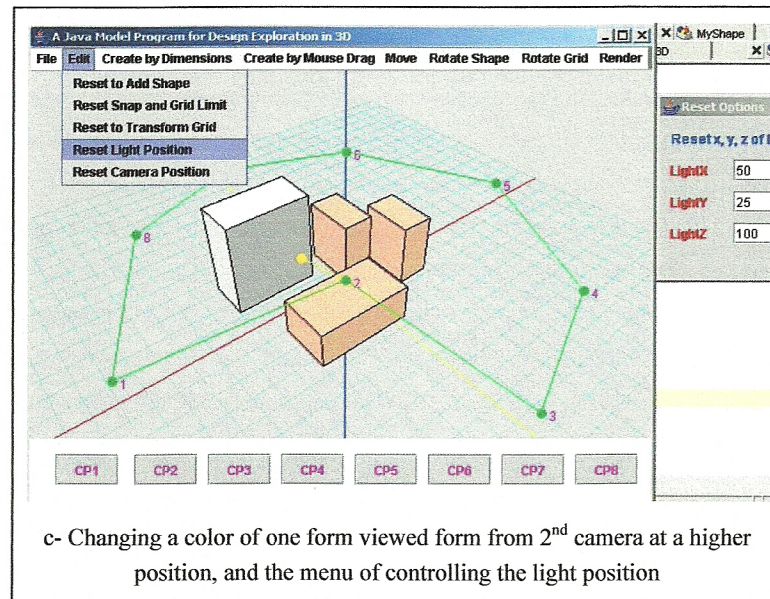 A Java Model Program for Design Exploration in 3D
File Edit Create by Dimensions Create by Mouse Drag Move Rotate Shape Rotate Grid Render
Reset to Add Shape
Reset Snap and Grid Limit
Reset to Transform Grid
Reset Light Position
Reset Camera Position
MyShape
3D
Reset Options
Reset x, y, z of
LightX 50
LightY 25
LightZ 100
6
5
8
4
2
1
3
CP1 CP2 CP3 CP4 CP5 CP6 CP7 CP8
c- Changing a color of one form viewed form from 2nd camera at a higher
position, and the menu of controlling the light position